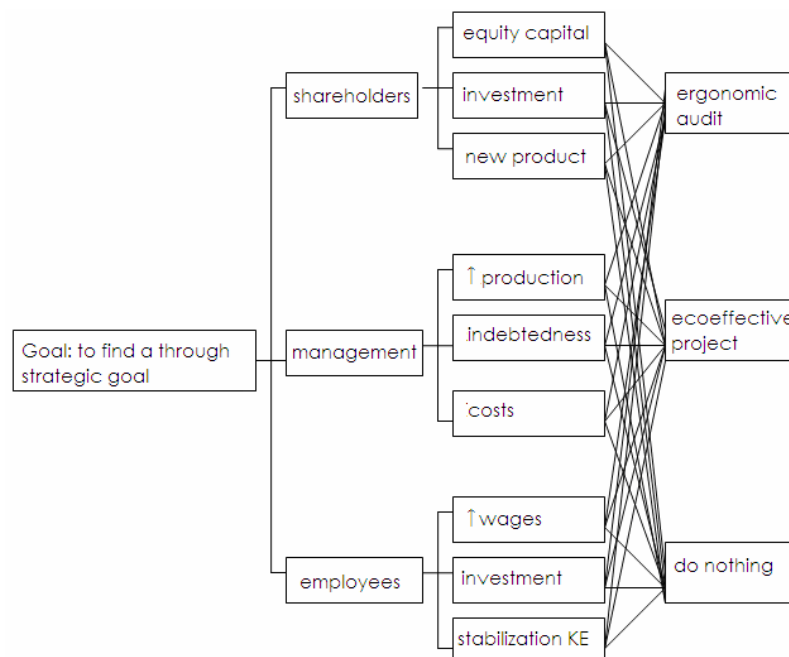 equity capital
shareholders
investment
ergonomic
audit
new product
↑ production
Goal: to find a through
strategic goal
management
indebtedness
ecoeffective
project
costs
↑ wages
employees
investment
do nothing
stabilization KE